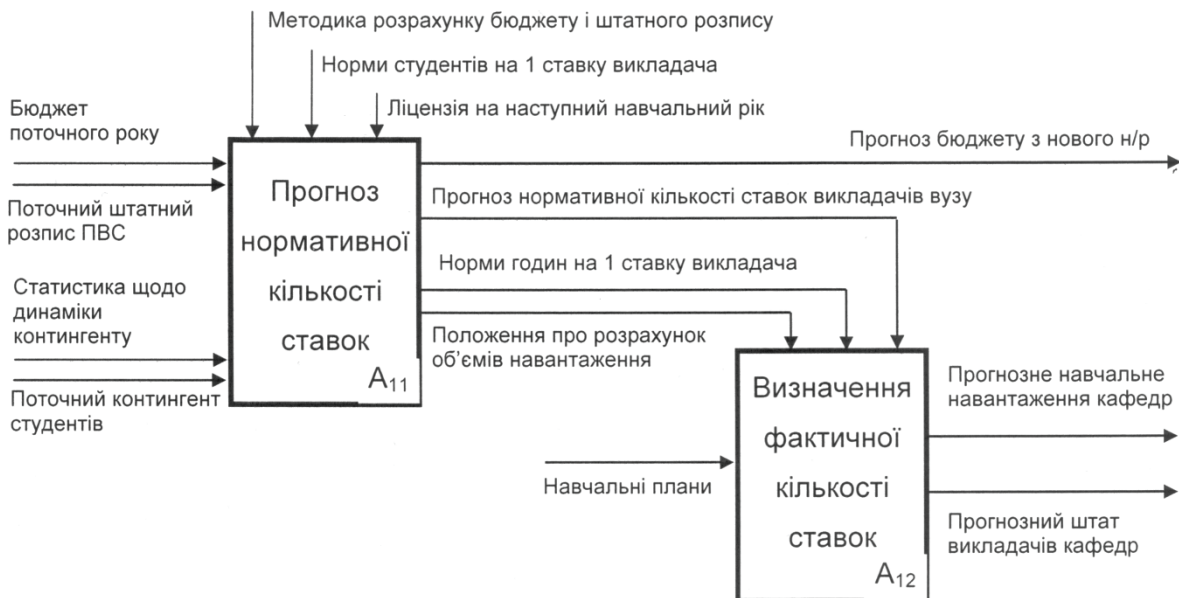 Методика розрахунку бюджету і штатного розпису
Норми студентів на 1 ставку викладача
Ліцензія на наступний навчальний рік
Бюджет
поточного року
Поточний штатний
розпис ПВС
Статистика щодо
динаміки
контингенту
Поточний контингент
студентів
Прогноз
нормативної
кількості
ставок
А11
Прогноз бюджету з нового н/р
Прогноз нормативної кількості ставок викладачів вузу
Норми годин на 1 ставку викладача
Положення про розрахунок
об’ємів навантаження
Навчальні плани
Визначення
фактичної
кількості
ставок
А12
Прогнозне навчальне
навантаження кафедр
Прогнозний штат
викладачів кафедр